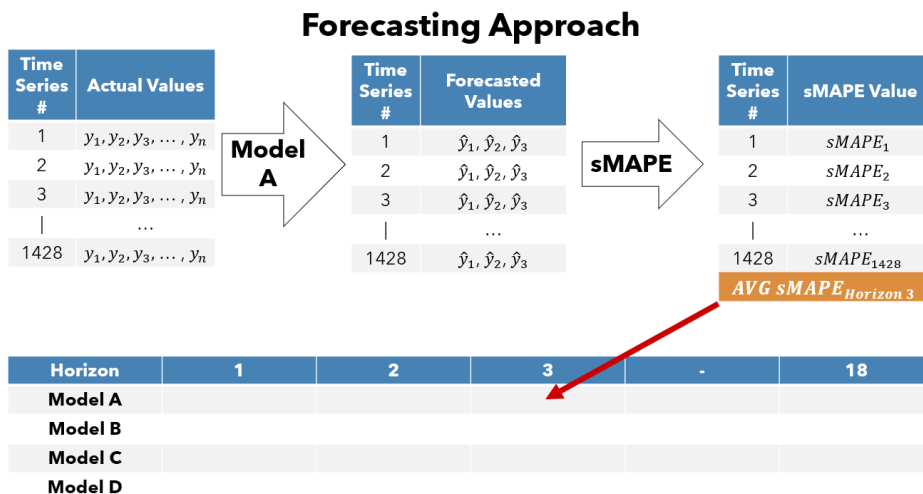 Forecasting Approach
Time Series # Actual Values
1 y₁, y₂, y₃, … , yₙ
2 y₁, y₂, y₃, … , yₙ
3 y₁, y₂, y₃, … , yₙ
| …
1428 y₁, y₂, y₃, … , yₙ
Model A
Time Series # Forecasted Values
1 ŷ₁, ŷ₂, ŷ₃
2 ŷ₁, ŷ₂, ŷ₃
3 ŷ₁, ŷ₂, ŷ₃
| …
1428 ŷ₁, ŷ₂, ŷ₃
sMAPE
Time Series # sMAPE Value
1 sMAPE₁
2 sMAPE₂
3 sMAPE₃
| …
1428 sMAPE₁₄₂₈
AVG sMAPE Horizon 3
Horizon 1 2 3 - 18
Model A
Model B
Model C
Model D